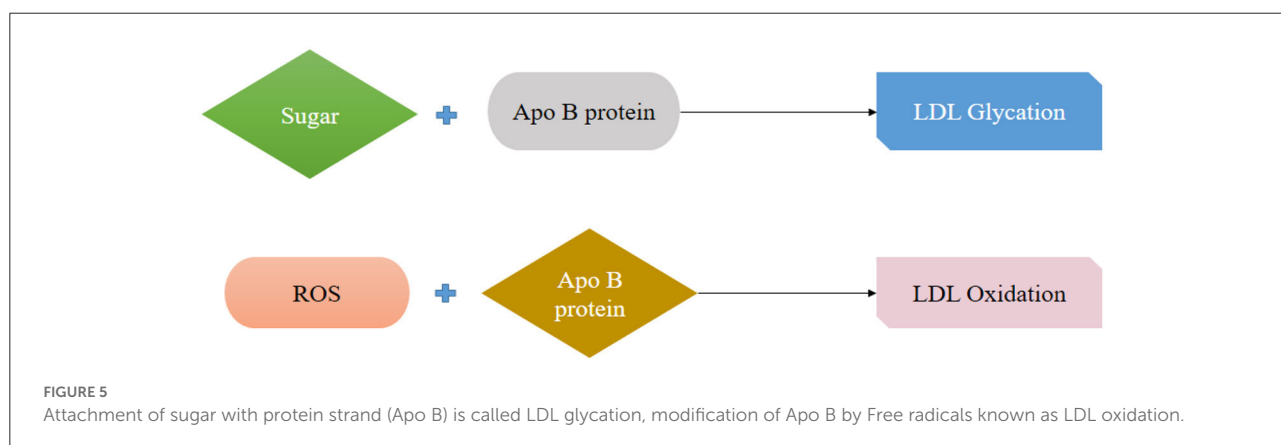 Sugar
Apo B protein
LDL Glycation
ROS
Apo B
protein
LDL Oxidation
FIGURE 5
Attachment of sugar with protein strand (Apo B) is called LDL glycation, modification of Apo B by Free radicals known as LDL oxidation.